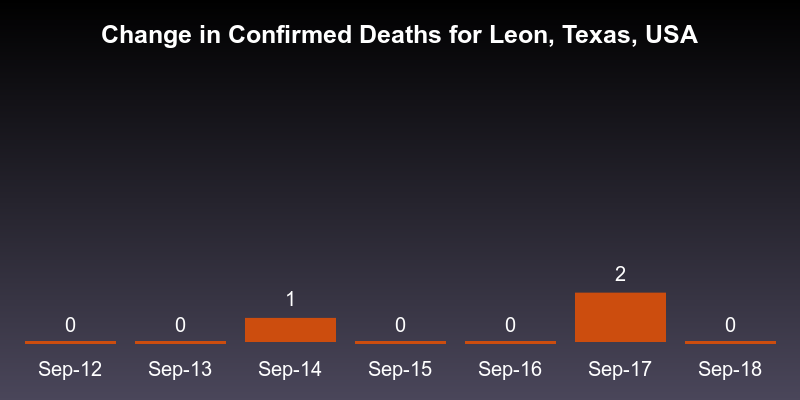 Change in Confirmed Deaths for Leon, Texas, USA
0 0 1 0 0 2 0
Sep-12 Sep-13 Sep-14 Sep-15 Sep-16 Sep-17 Sep-18